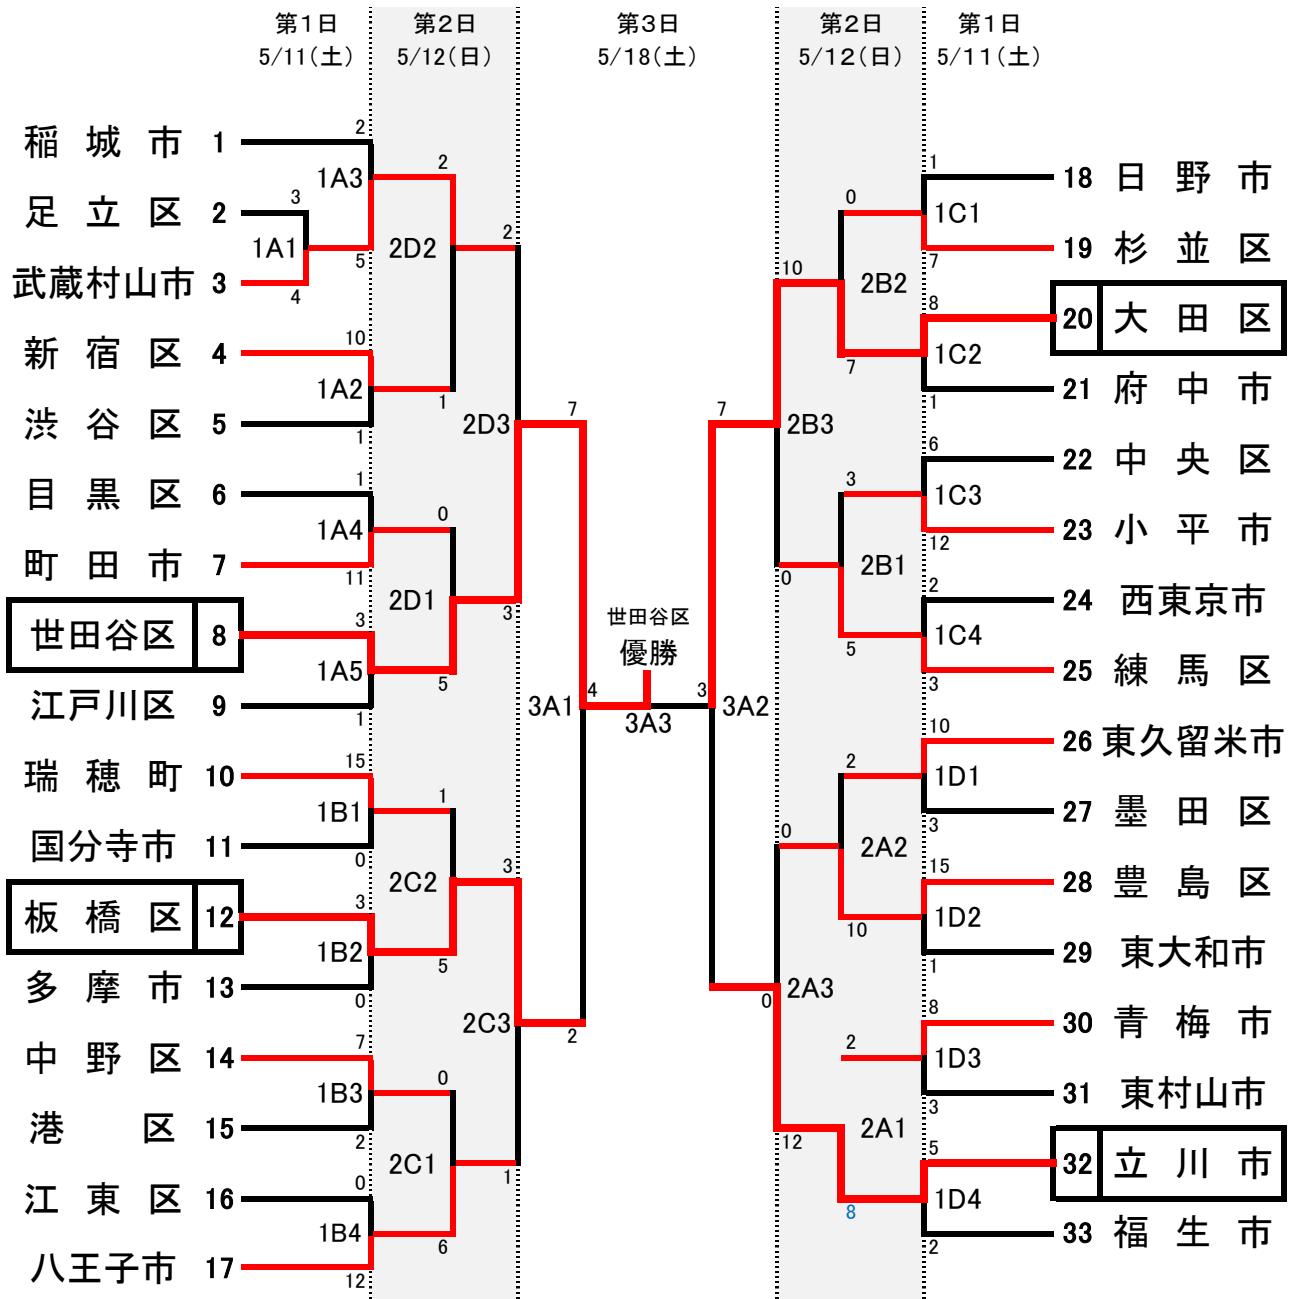 第1日 第2日 第3日 第2日 第1日
5/11(土) 5/12(日) 5/18(土) 5/12(日) 5/11(土)
稲城市 1
足立区 2
武蔵村山市 3
新宿区 4
渋谷区 5
目黒区 6
町田市 7
世田谷区 8
江戸川区 9
瑞穂町 10
国分寺市 11
板橋区 12
多摩市 13
中野区 14
港区 15
江東区 16
八王子市 17
2
1A3
3
1A1
4
5
10
1A2
1
1
1A4
11
3
1A5
1
15
1B1
0
3
1B2
0
7
1B3
2
0
1B4
12
2
2D2
1
0
2D1
5
1
2C2
5
0
2C1
6
2
2D3
3
3
2C3
1
7
3A1
2
世田谷区
優勝
4 3
3A3
7
3A2
0
10
2B3
0
0
2A3
12
0
2B2
7
3
2B1
5
2
2A2
10
2
2A1
8
1
1C1
7
8
1C2
1
6
1C3
12
2
1C4
3
10
1D1
3
15
1D2
1
8
1D3
3
5
1D4
2
18 日野市
19 杉並区
20 大田区
21 府中市
22 中央区
23 小平市
24 西東京市
25 練馬区
26 東久留米市
27 墨田区
28 豊島区
29 東大和市
30 青梅市
31 東村山市
32 立川市
33 福生市